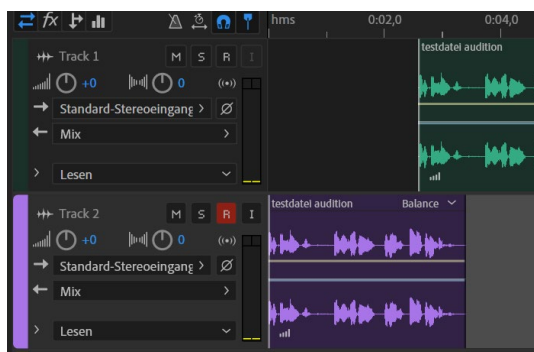 fx hms 0:02,0 0:04,0
Track 1 M S R I testdatei audition
+0 0
Standard-Stereoeingang > Ø
Mix >
> Lesen
Track 2 M S R I testdatei audition Balance
+0 0
Standard-Stereoeingang > Ø
Mix >
> Lesen